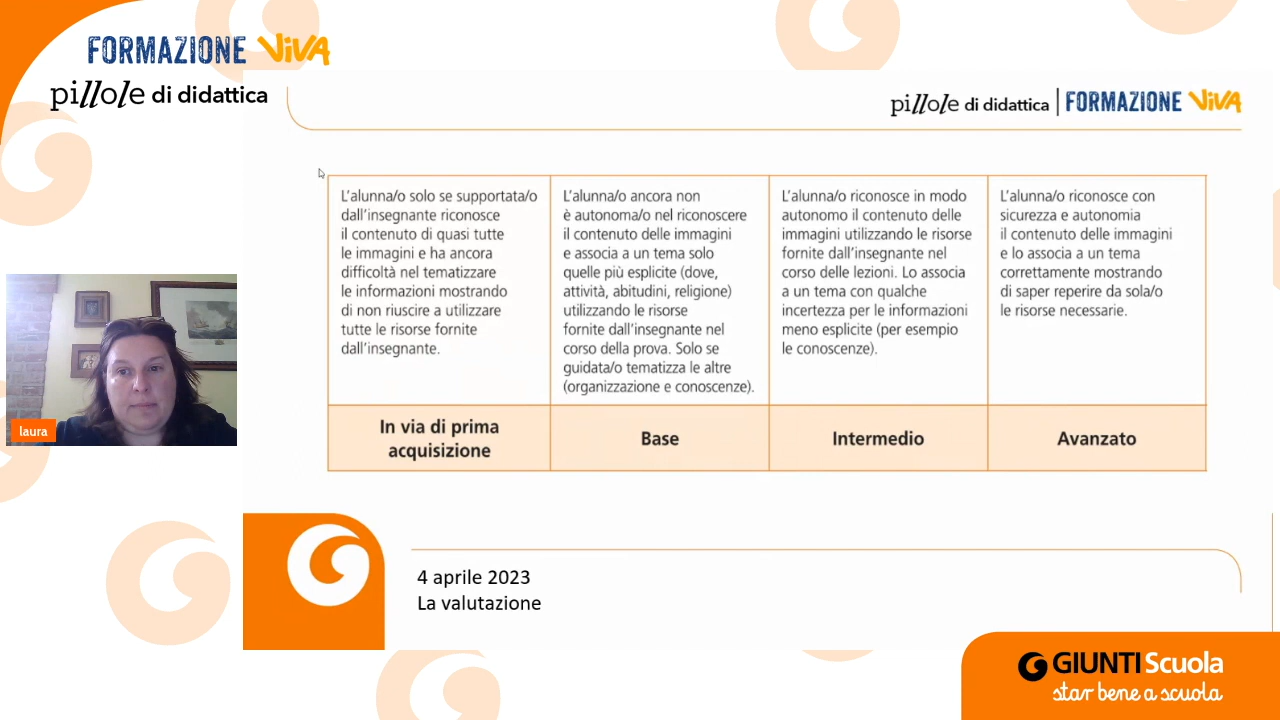 FORMAZIONE VIVA
pillole di didattica
pillole di didattica | FORMAZIONE VIVA
L'alunna/o solo se supportata/o
dall'insegnante riconosce
il contenuto di quasi tutte
le immagini e ha ancora
difficoltà nel tematizzare
le informazioni mostrando
di non riuscire a utilizzare
tutte le risorse fornite
dall'insegnante.
L'alunna/o ancora non
è autonoma/o nel riconoscere
il contenuto delle immagini
e associa a un tema solo
quelle più esplicite (dove,
attività, abitudini, religione)
utilizzando le risorse
fornite dall'insegnante nel
corso della prova. Solo se
guidata/o tematizza le altre
(organizzazione e conoscenze).
L'alunna/o riconosce in modo
autonomo il contenuto delle
immagini utilizzando le risorse
fornite dall'insegnante nel
corso delle lezioni. Lo associa
a un tema con qualche
incertezza per le informazioni
meno esplicite (per esempio
le conoscenze).
L'alunna/o riconosce con
sicurezza e autonomia
il contenuto delle immagini
e lo associa a un tema
correttamente mostrando
di saper reperire da sola/o
le risorse necessarie.
In via di prima
acquisizione
Base
Intermedio
Avanzato
laura
4 aprile 2023
La valutazione
GIUNTI Scuola
star bene a scuola